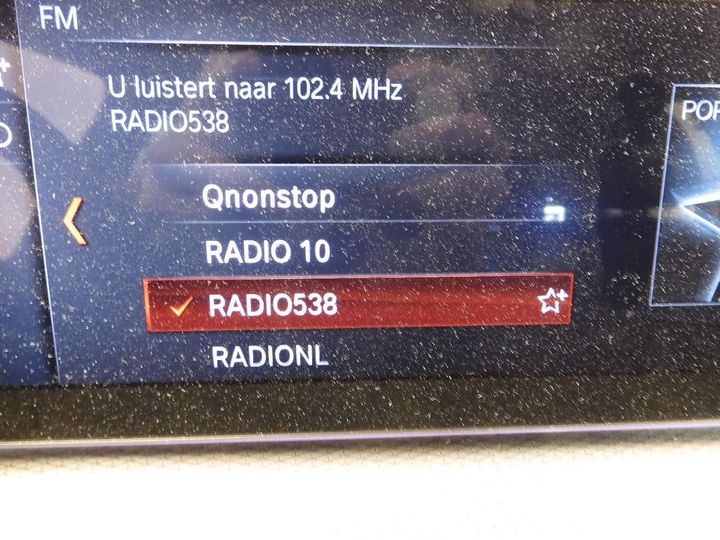 FM
U luistert naar 102.4 MHz
RADIO538
POP
Qnonstop
RADIO 10
RADIO538
RADIONL